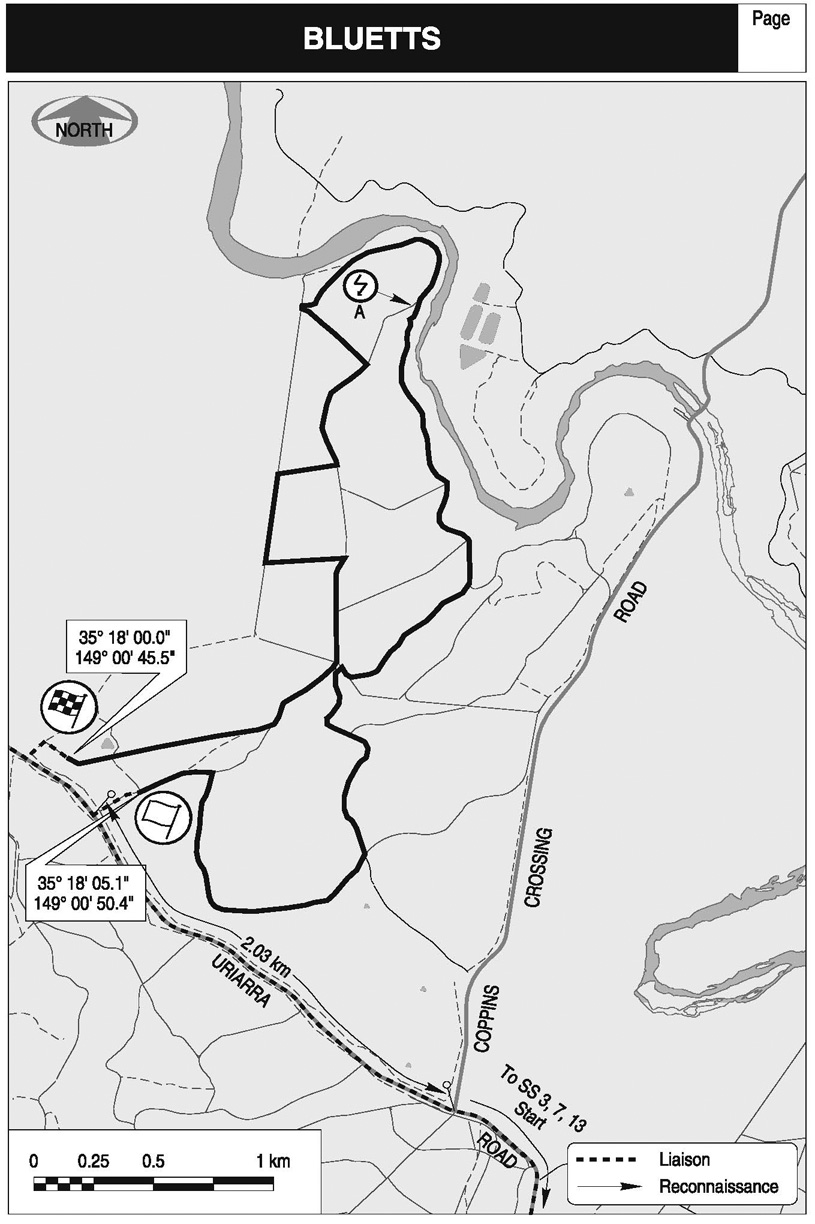 BLUETTS
Page
NORTH
A
35° 18' 00.0"
149° 00' 45.5"
ROAD
35° 18' 05.1"
149° 00' 50.4"
CROSSING
2.03 km
URIARRA
COPPINS
To SS 3, 7, 13
Start
ROAD
0 0.25 0.5 1 km
Liaison
Reconnaissance